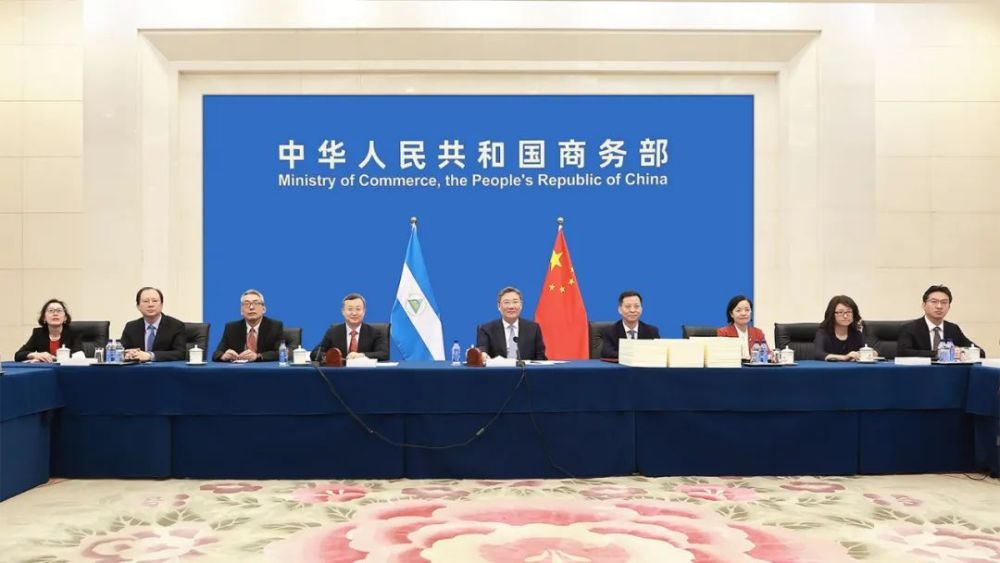 中华人民共和国商务部
Ministry of Commerce, the People's Republic of China